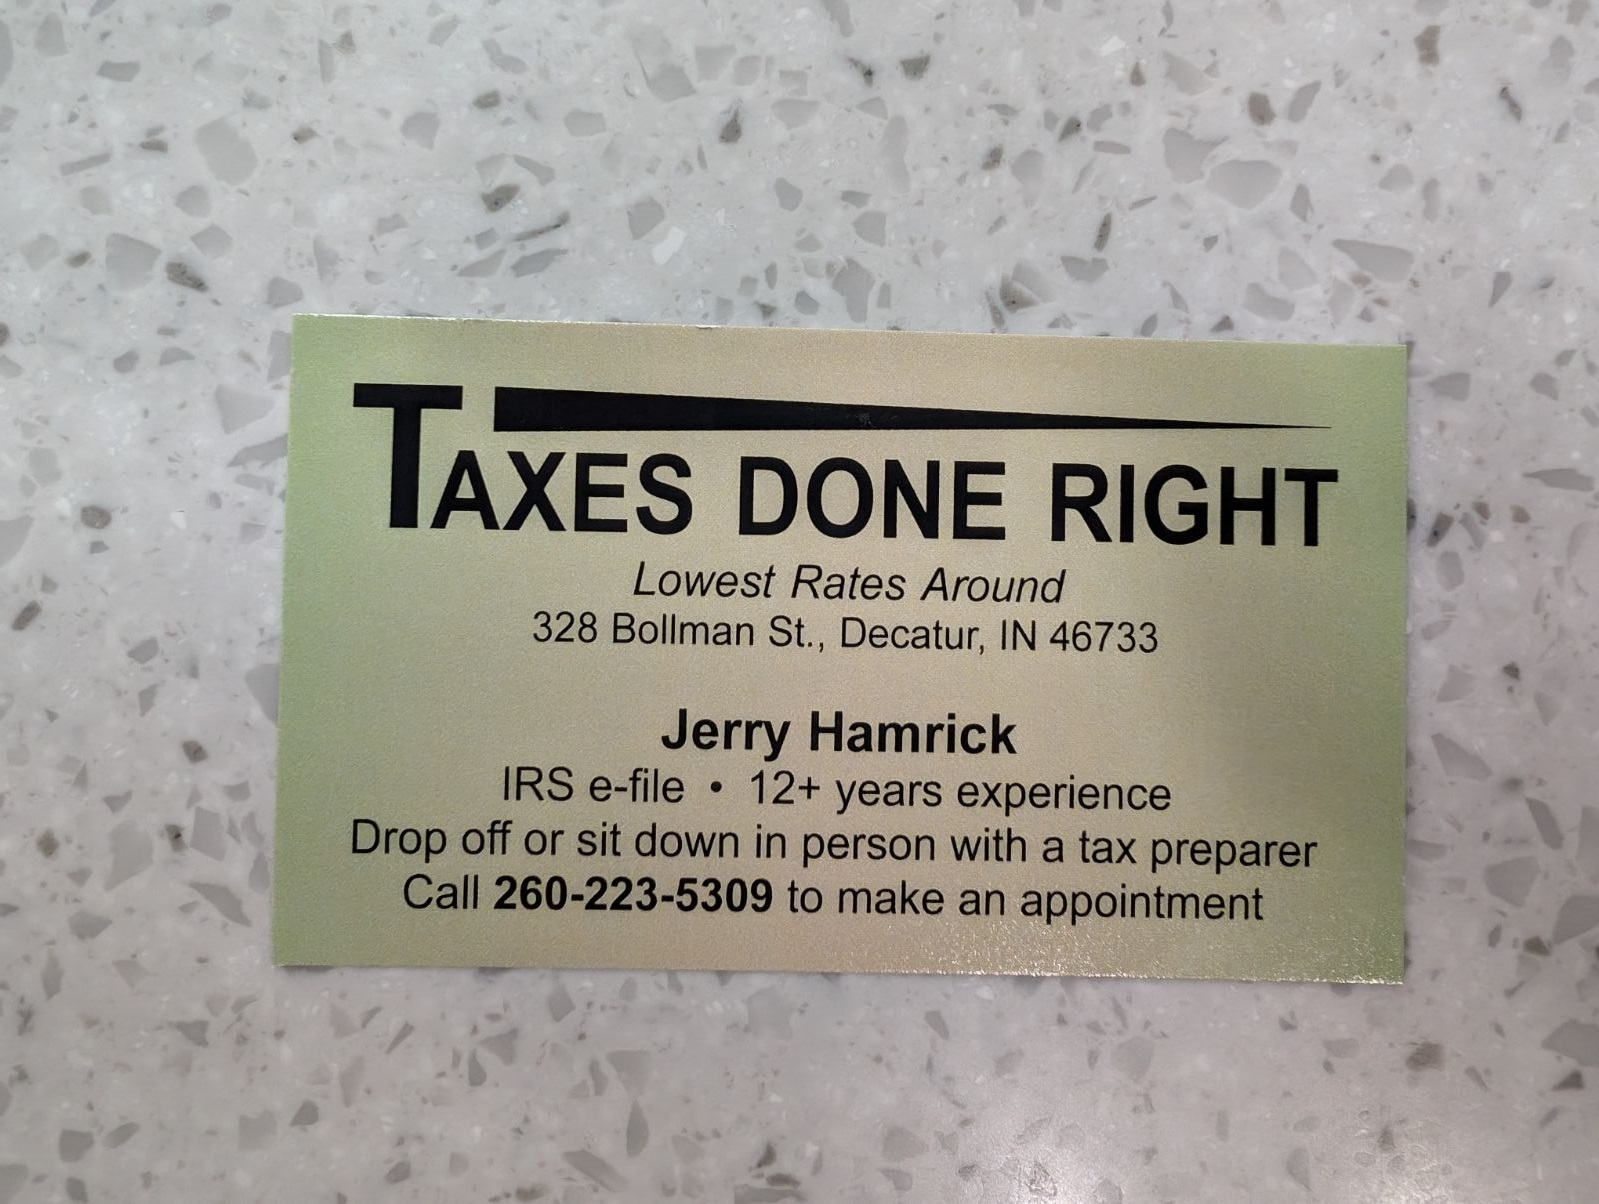 TAXES DONE RIGHT
Lowest Rates Around
328 Bollman St., Decatur, IN 46733
Jerry Hamrick
IRS e-file • 12+ years experience
Drop off or sit down in person with a tax preparer
Call 260-223-5309 to make an appointment